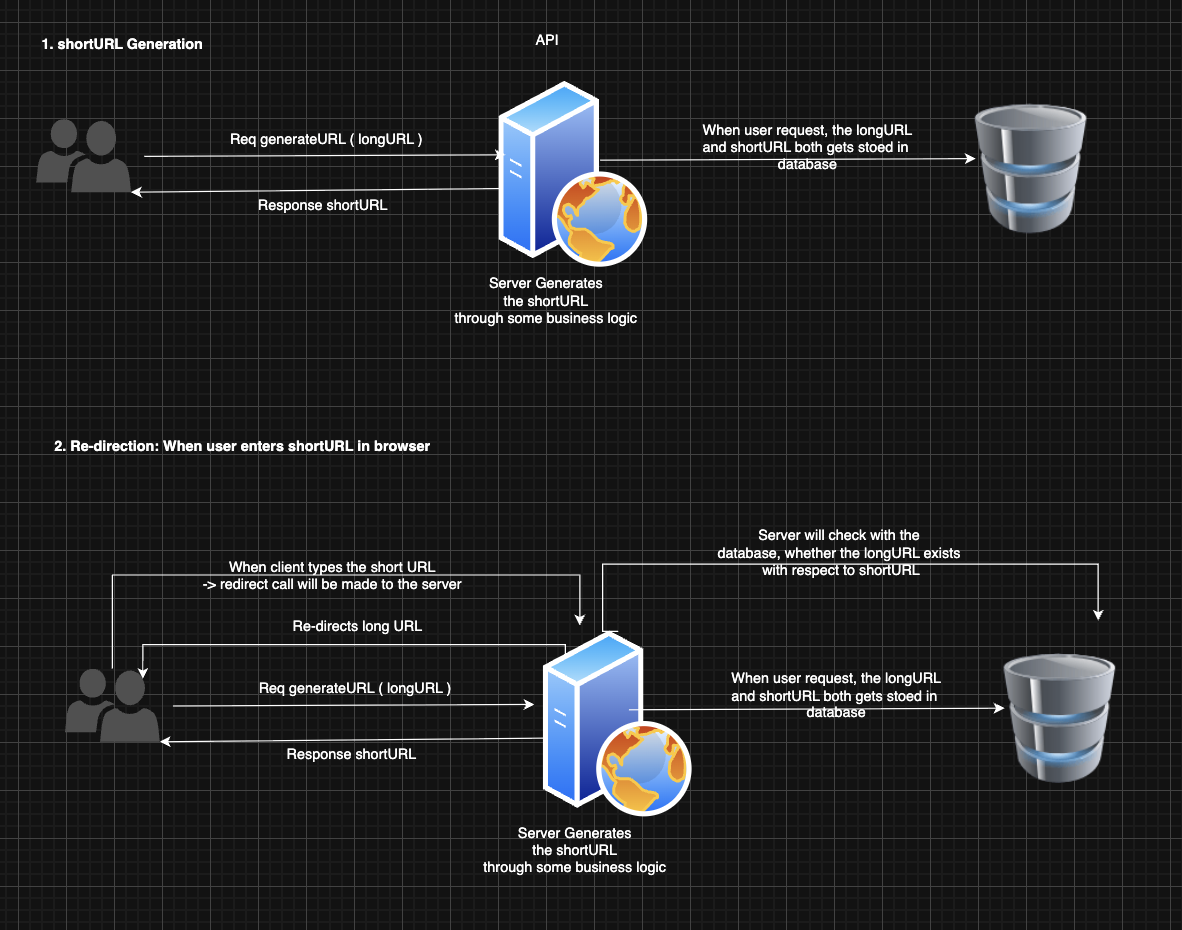 1. shortURL Generation
API
Req generateURL ( longURL )
Response shortURL
When user request, the longURL
and shortURL both gets stoed in
database
Server Generates
the shortURL
through some business logic
2. Re-direction: When user enters shortURL in browser
When client types the short URL
-> redirect call will be made to the server
Server will check with the
database, whether the longURL exists
with respect to shortURL
Re-directs long URL
Req generateURL ( longURL )
Response shortURL
When user request, the longURL
and shortURL both gets stoed in
database
Server Generates
the shortURL
through some business logic